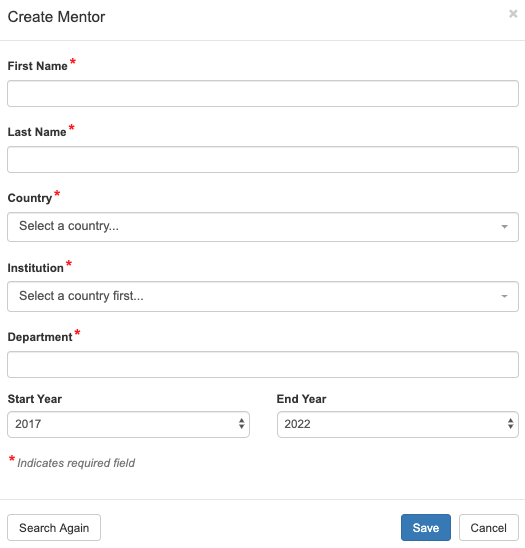 Create Mentor ×
First Name*
Last Name*
Country*
Select a country...
Institution*
Select a country first...
Department*
Start Year End Year
2017 2022
* Indicates required field
Search Again Save Cancel